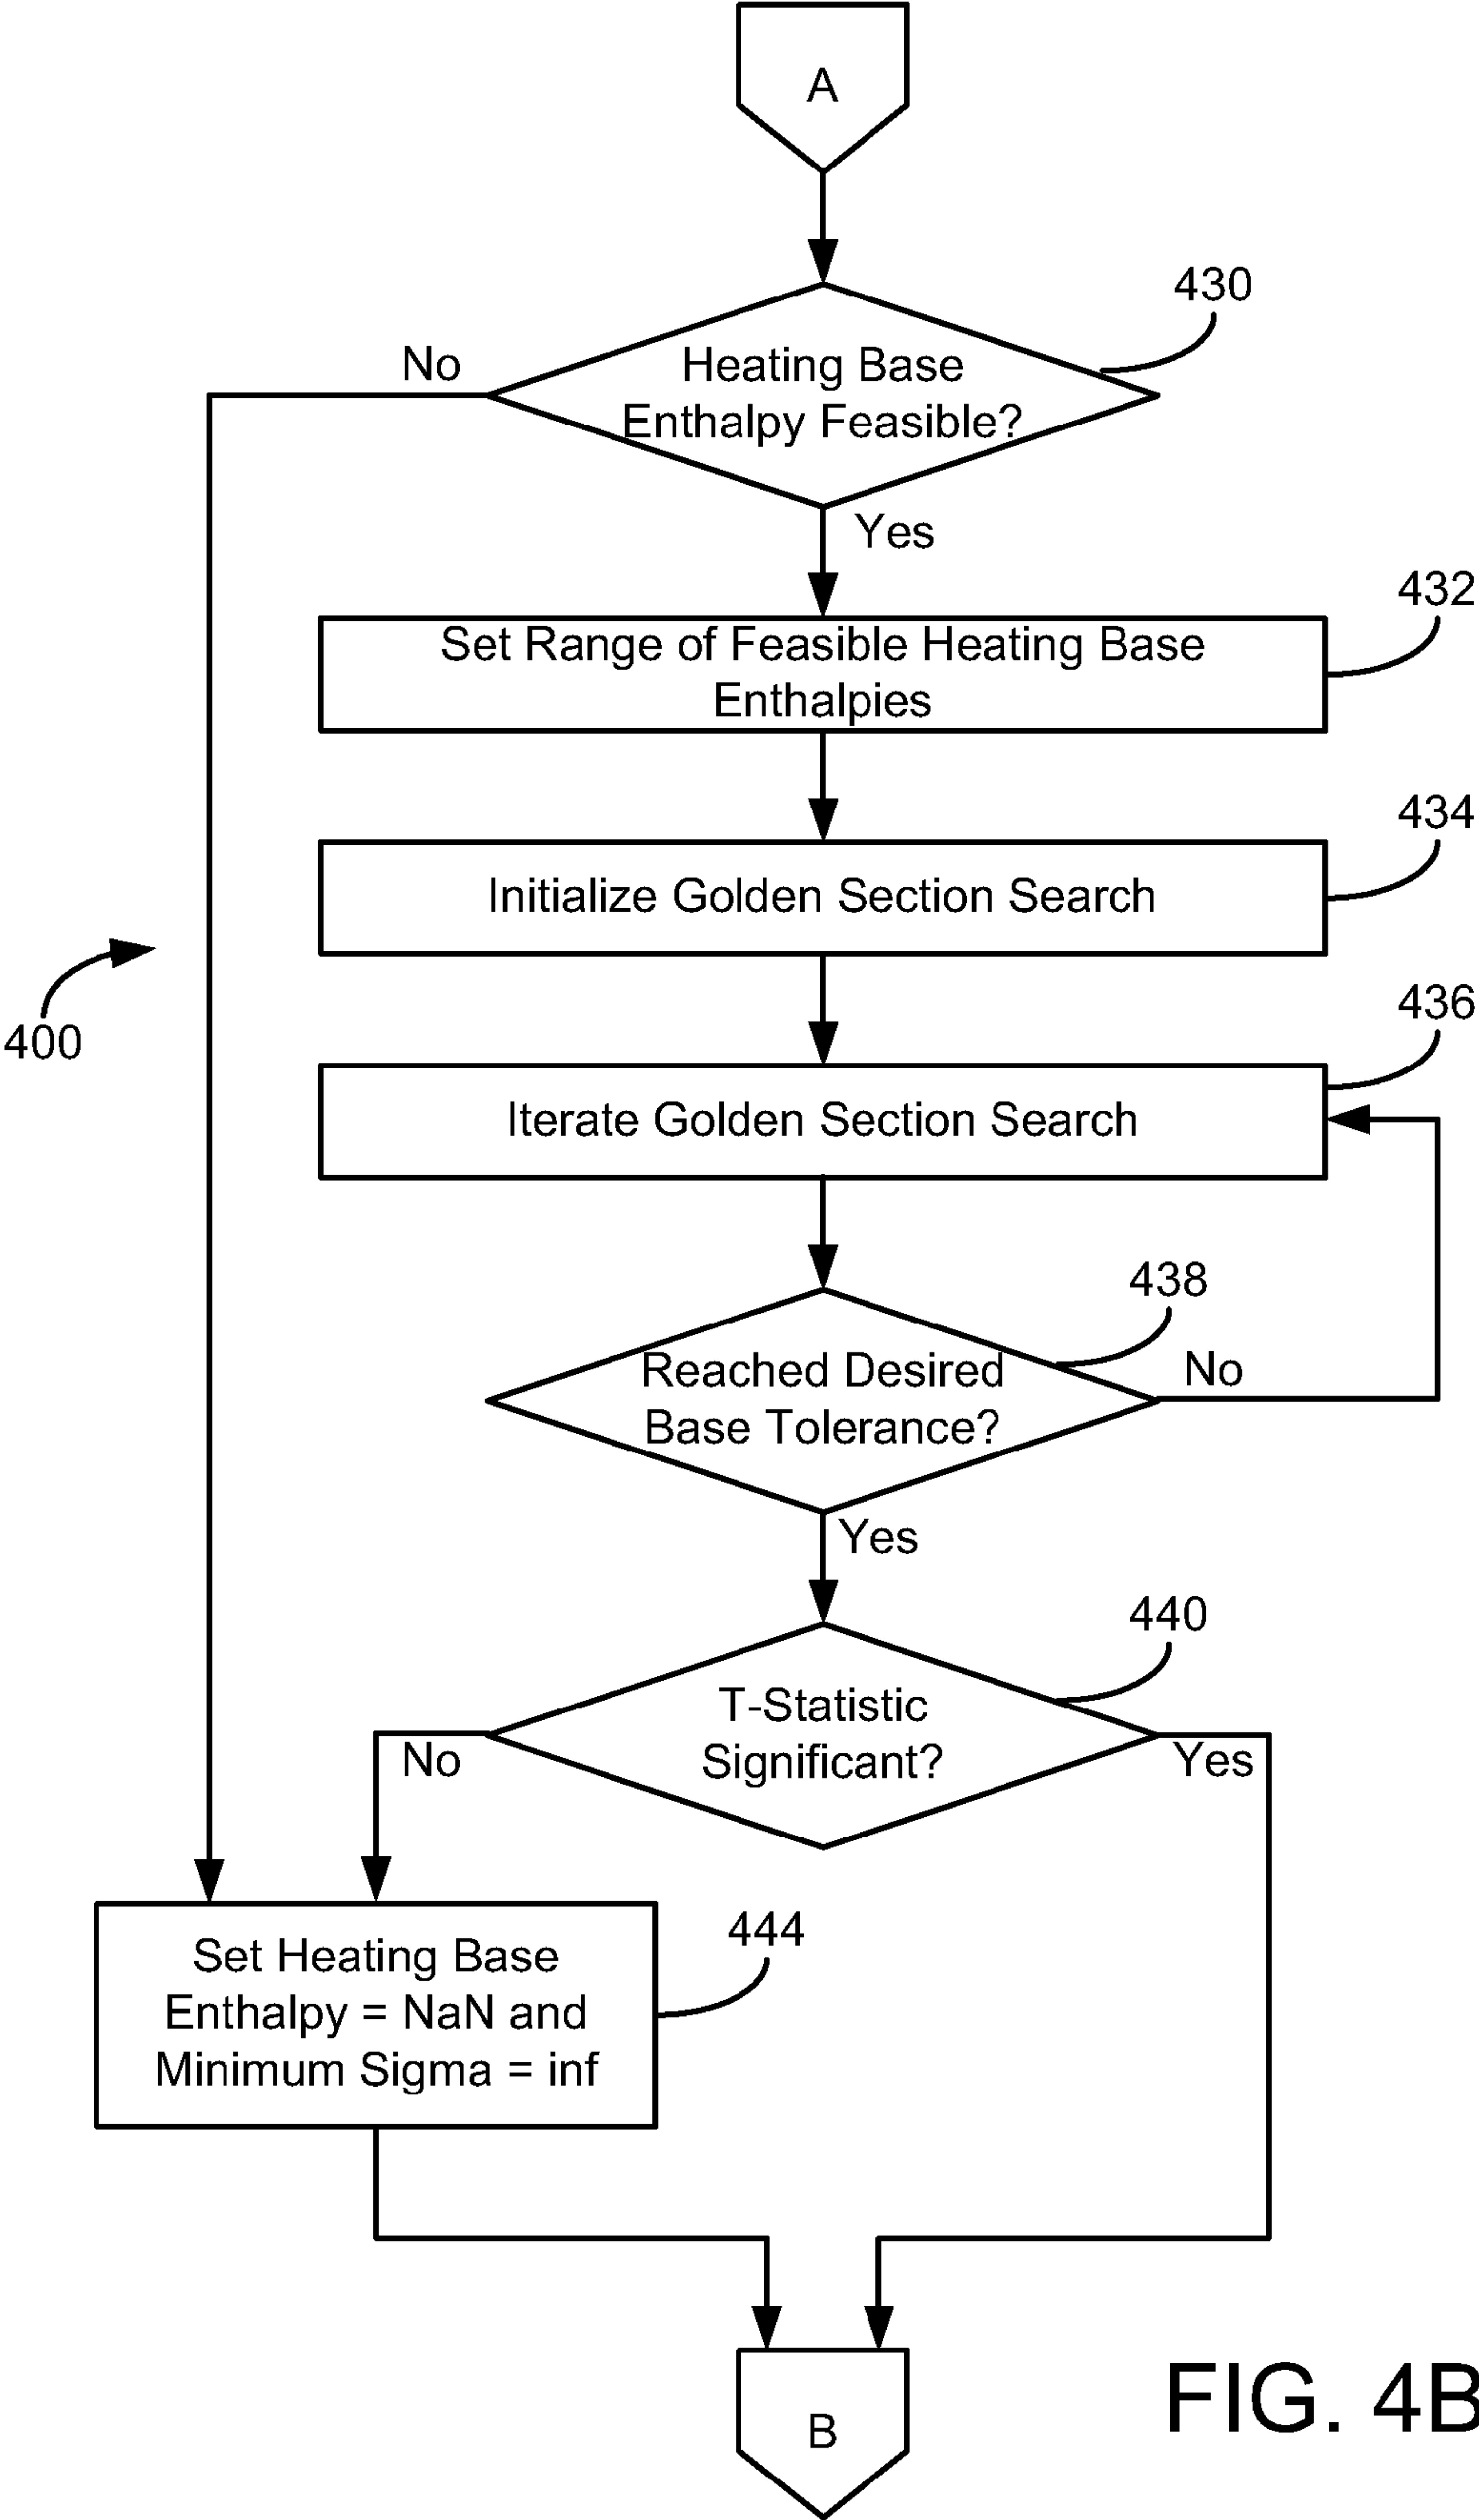 A
430
No
Heating Base
Enthalpy Feasible?
Yes
432
Set Range of Feasible Heating Base
Enthalpies
434
Initialize Golden Section Search
400
436
Iterate Golden Section Search
438
Reached Desired
Base Tolerance?
No
Yes
440
T-Statistic
Significant?
No
Yes
444
Set Heating Base
Enthalpy = NaN and
Minimum Sigma = inf
B
FIG. 4B